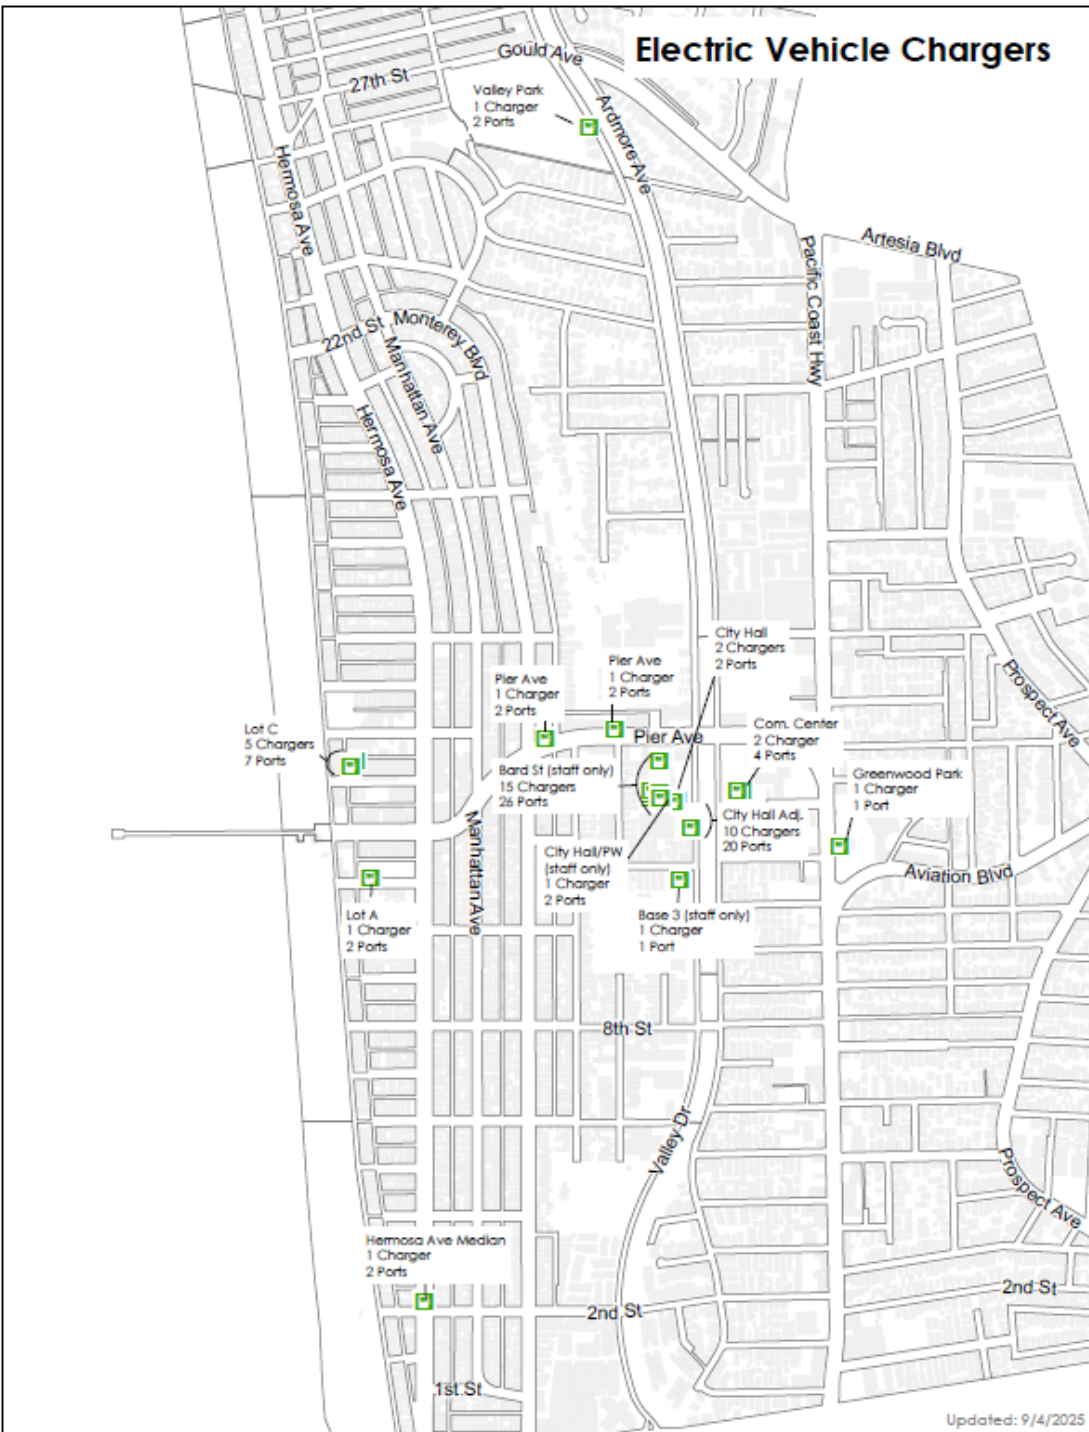 Electric Vehicle Chargers
Gould Ave
27th St
Valley Park
1 Charger
2 Ports
Ardmore Ave
Hermosa Ave
Artesia Blvd
Pacific Coast Hwy
22nd St
Monterey Blvd
Manhattan Ave
Hermosa Ave
City Hall
2 Chargers
2 Ports
Pier Ave
1 Charger
2 Ports
Pier Ave
1 Charger
2 Ports
Prospect Ave
Lot C
5 Chargers
7 Ports
Pier Ave
Com. Center
2 Charger
4 Ports
Bard St (staff only)
15 Chargers
26 Ports
Greenwood Park
1 Charger
1 Port
City Hall Adj.
10 Chargers
20 Ports
Manhattan Ave
City Hall/PW
(staff only)
1 Charger
2 Ports
Aviation Blvd
Lot A
1 Charger
2 Ports
Base 3 (staff only)
1 Charger
1 Port
8th St
Valley Dr
Prospect Ave
Hermosa Ave Median
1 Charger
2 Ports
2nd St
2nd St
1st St
Updated: 9/4/2025